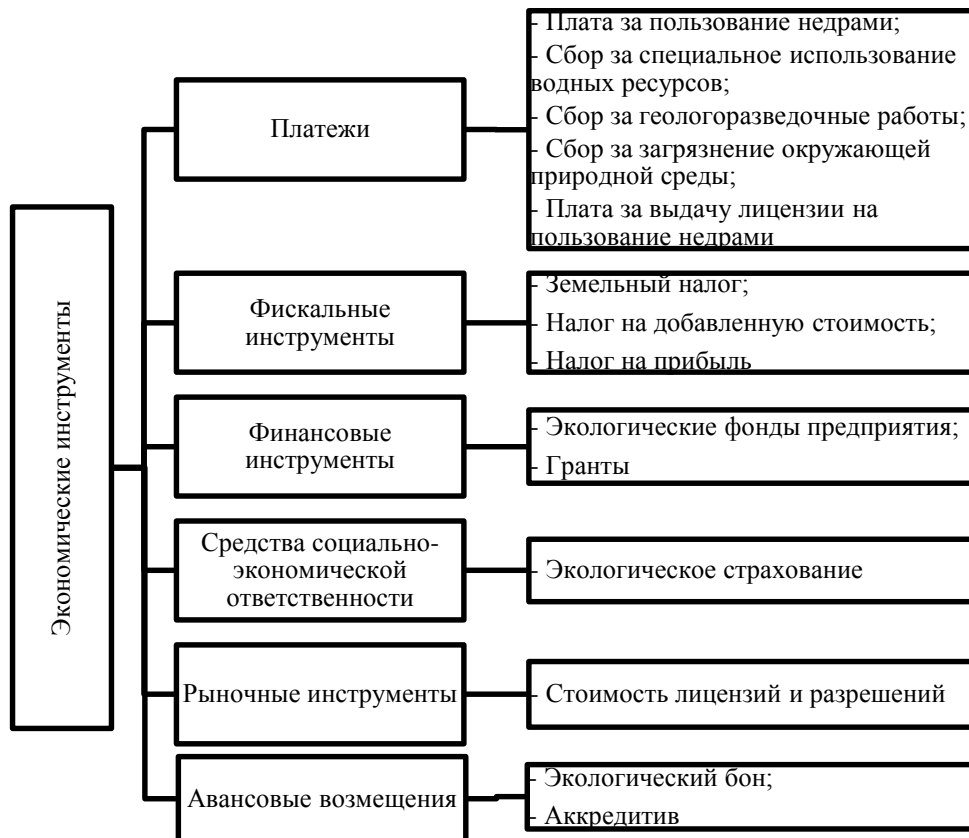 Экономические инструменты
Платежи
- Плата за пользование недрами;
- Сбор за специальное использование
водных ресурсов;
- Сбор за геологоразведочные работы;
- Сбор за загрязнение окружающей
природной среды;
- Плата за выдачу лицензии на
пользование недрами
Фискальные
инструменты
- Земельный налог;
- Налог на добавленную стоимость;
- Налог на прибыль
Финансовые
инструменты
- Экологические фонды предприятия;
- Гранты
Средства социально-
экономической
ответственности
- Экологическое страхование
Рыночные инструменты
- Стоимость лицензий и разрешений
Авансовые возмещения
- Экологический бон;
- Аккредитив